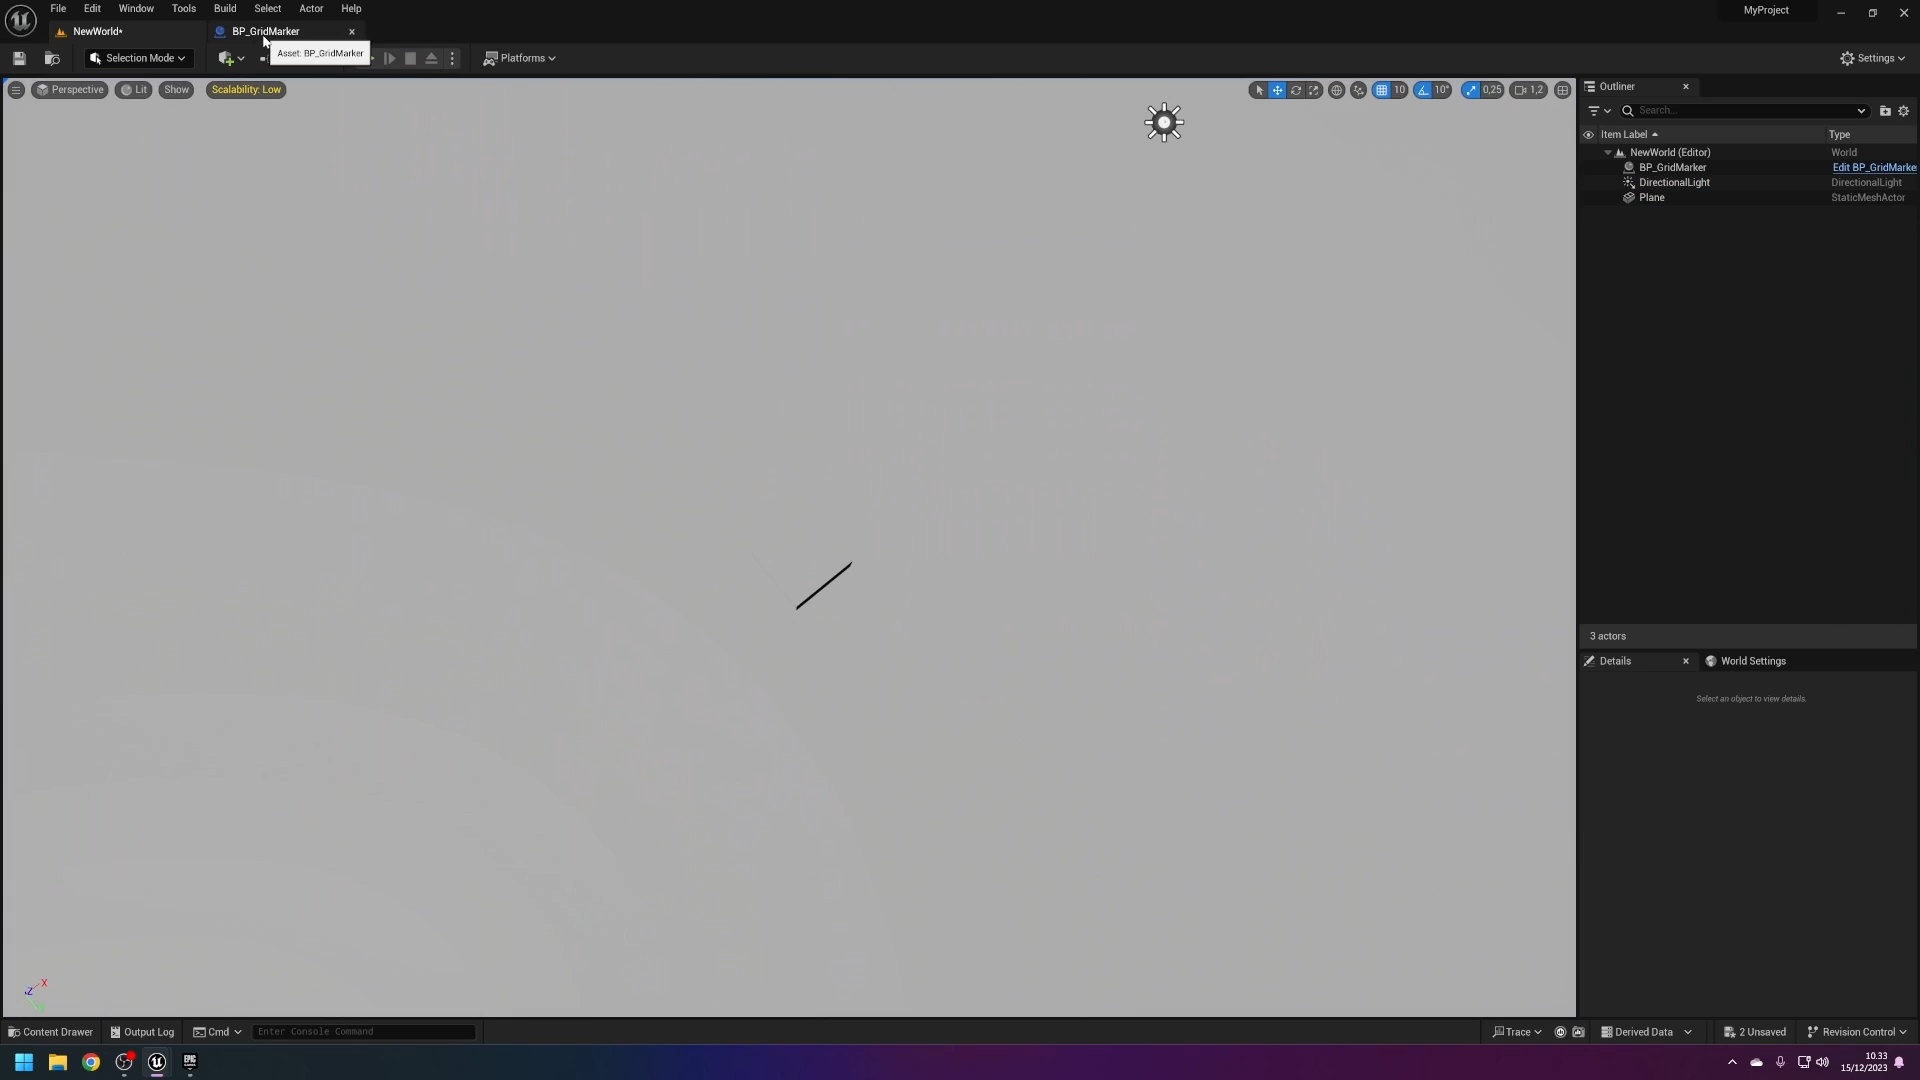 File Edit Window Tools Build Select Actor Help
MyProject
NewWorld*
BP_GridMarker
Asset: BP_GridMarker
Selection Mode
Platforms
Settings
Perspective
Lit
Show
Scalability: Low
10
10°
0,25
1,2
Outliner
Search...
Item Label
Type
NewWorld (Editor)
World
BP_GridMarker
Edit BP_GridMarke
DirectionalLight
DirectionalLight
Plane
StaticMeshActor
3 actors
Details
World Settings
Select an object to view details.
X
Z
Content Drawer
Output Log
Cmd
Enter Console Command
Trace
Derived Data
2 Unsaved
Revision Control
EPIC
GAMES
10.33
15/12/2023